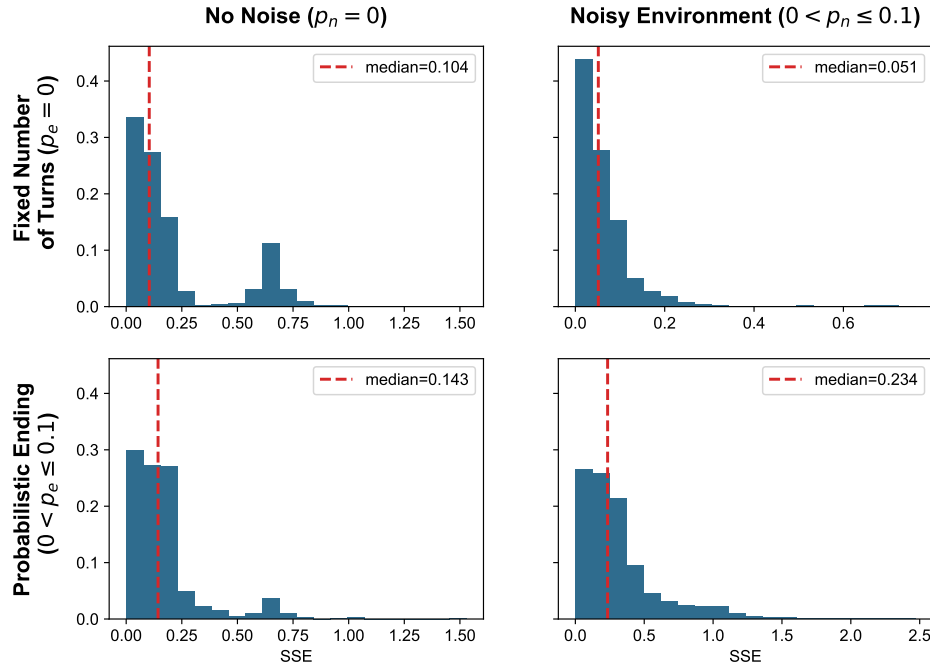 No Noise (pₙ = 0)
Noisy Environment (0 < pₙ ≤ 0.1)
Fixed Number
of Turns (pₑ = 0)
0.4
0.3
0.2
0.1
0.0
median=0.104
0.00
0.25
0.50
0.75
1.00
1.25
1.50
median=0.051
0.0
0.2
0.4
0.6
Probabilistic Ending
(0 < pₑ ≤ 0.1)
0.4
0.3
0.2
0.1
0.0
median=0.143
0.00
0.25
0.50
0.75
1.00
1.25
1.50
SSE
median=0.234
0.0
0.5
1.0
1.5
2.0
2.5
SSE